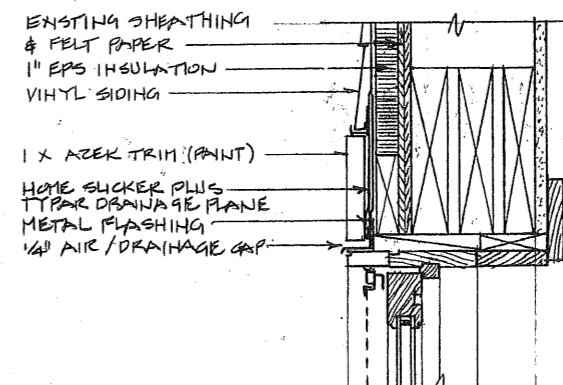 EXISTING SHEATHING
& FELT PAPER
1" EPS INSULATION
VINYL SIDING
1 X AZEK TRIM (PAINT)
HOME SLICKER PLUS
TYPAR DRAINAGE PLANE
METAL FLASHING
1/4" AIR / DRAINAGE GAP